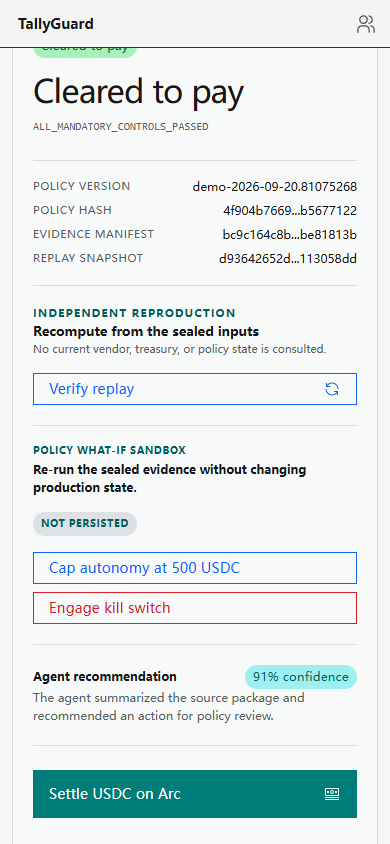 TallyGuard
Cleared to pay
Cleared to pay
ALL_MANDATORY_CONTROLS_PASSED
POLICY VERSION demo-2026-09-20.81075268
POLICY HASH 4f904b7669...b5677122
EVIDENCE MANIFEST bc9c164c8b...be81813b
REPLAY SNAPSHOT d93642652d...113058dd
INDEPENDENT REPRODUCTION
Recompute from the sealed inputs
No current vendor, treasury, or policy state is consulted.
Verify replay
POLICY WHAT-IF SANDBOX
Re-run the sealed evidence without changing
production state.
NOT PERSISTED
Cap autonomy at 500 USDC
Engage kill switch
Agent recommendation 91% confidence
The agent summarized the source package and
recommended an action for policy review.
Settle USDC on Arc